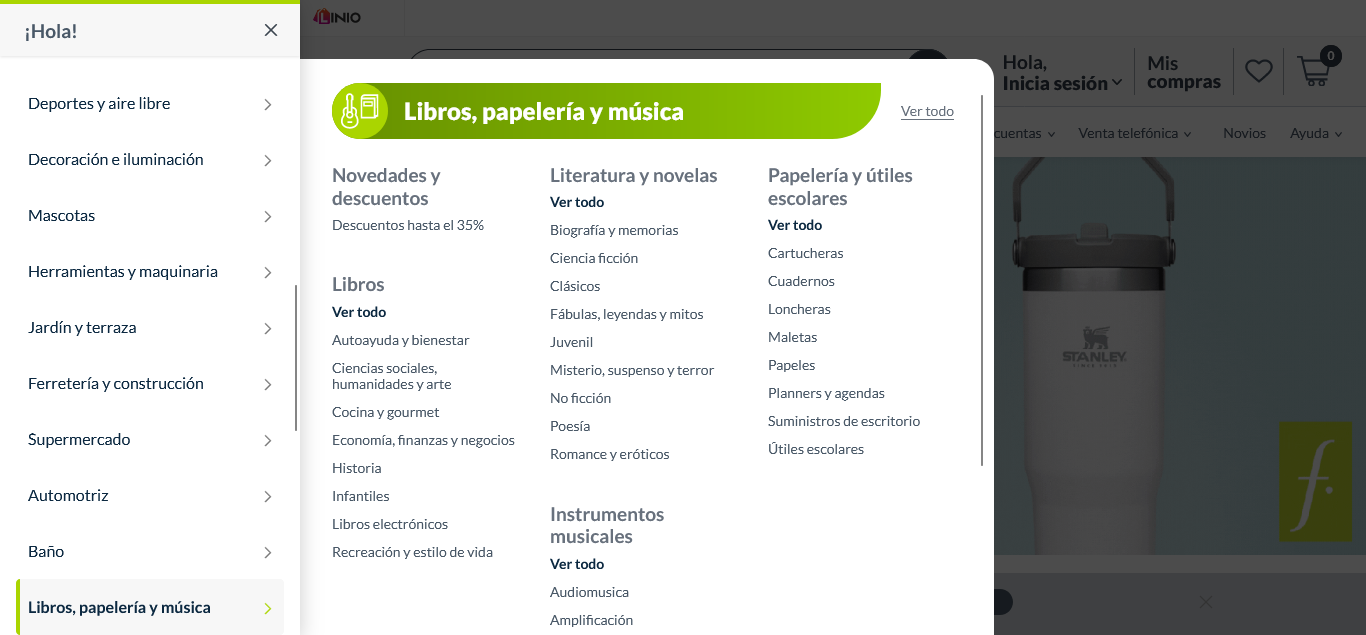 ¡Hola!
Deportes y aire libre
Decoración e iluminación
Mascotas
Herramientas y maquinaria
Jardín y terraza
Ferretería y construcción
Supermercado
Automotriz
Baño
Libros, papelería y música
LINIO
Libros, papelería y música
Ver todo
Novedades y
descuentos
Descuentos hasta el 35%
Libros
Ver todo
Autoayuda y bienestar
Ciencias sociales,
humanidades y arte
Cocina y gourmet
Economía, finanzas y negocios
Historia
Infantiles
Libros electrónicos
Recreación y estilo de vida
Literatura y novelas
Ver todo
Biografía y memorias
Ciencia ficción
Clásicos
Fábulas, leyendas y mitos
Juvenil
Misterio, suspenso y terror
No ficción
Poesía
Romance y eróticos
Instrumentos
musicales
Ver todo
Audiomusica
Amplificación
Papelería y útiles
escolares
Ver todo
Cartucheras
Cuadernos
Loncheras
Maletas
Papeles
Planners y agendas
Suministros de escritorio
Útiles escolares
Hola,
Inicia sesión
Mis
compras
0
cuentas
Venta telefónica
Novios
Ayuda
STANLEY
f.